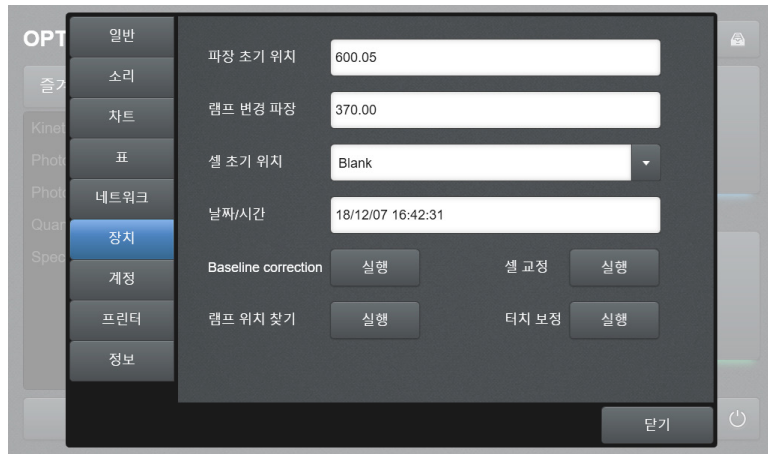 OPT
즐겨
Kinet
Photo
Photo
Quan
Spec
일반
소리
차트
표
네트워크
장치
계정
프린터
정보
파장 초기 위치 600.05
램프 변경 파장 370.00
셀 초기 위치 Blank
날짜/시간 18/12/07 16:42:31
Baseline correction 실행 셀 교정 실행
램프 위치 찾기 실행 터치 보정 실행
닫기